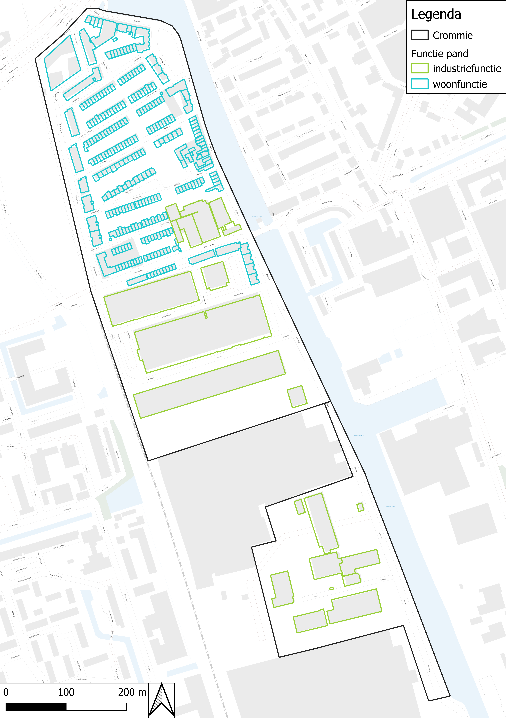 Legenda
Crommie
Functie pand
industriefunctie
woonfunctie
0 100 200 m